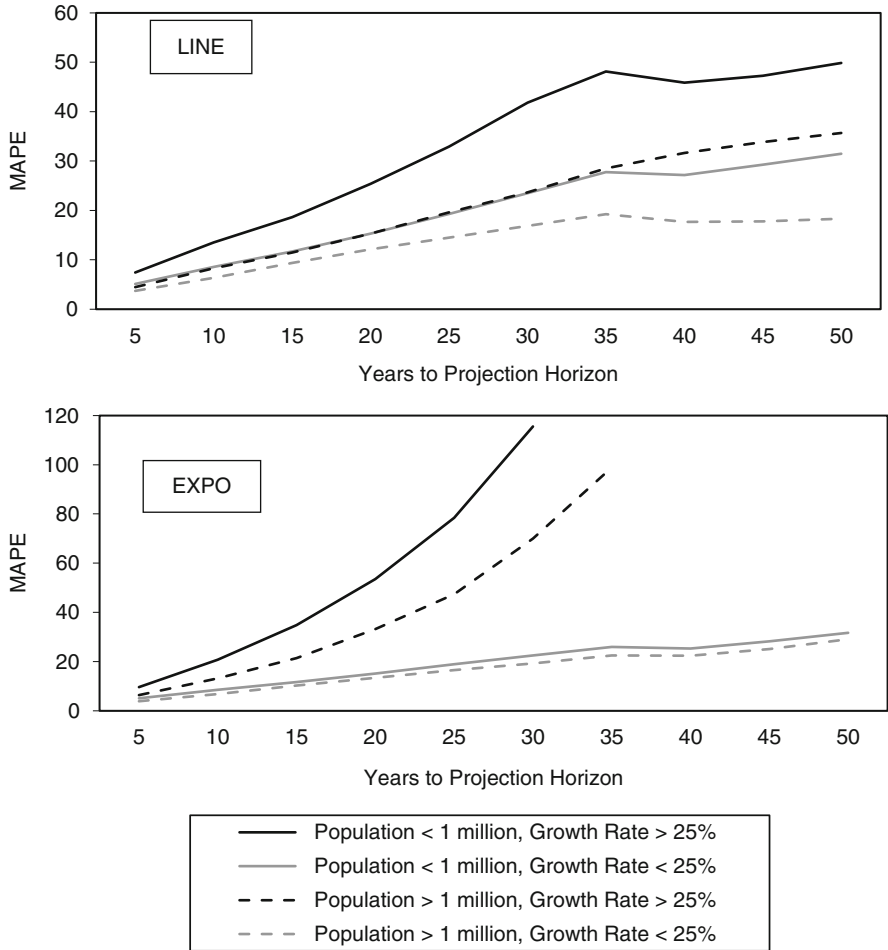 60
LINE
50
40
MAPE
30
20
10
0
5 10 15 20 25 30 35 40 45 50
Years to Projection Horizon
120
100
EXPO
80
MAPE
60
40
20
0
5 10 15 20 25 30 35 40 45 50
Years to Projection Horizon
Population < 1 million, Growth Rate > 25%
Population < 1 million, Growth Rate < 25%
Population > 1 million, Growth Rate > 25%
Population > 1 million, Growth Rate < 25%